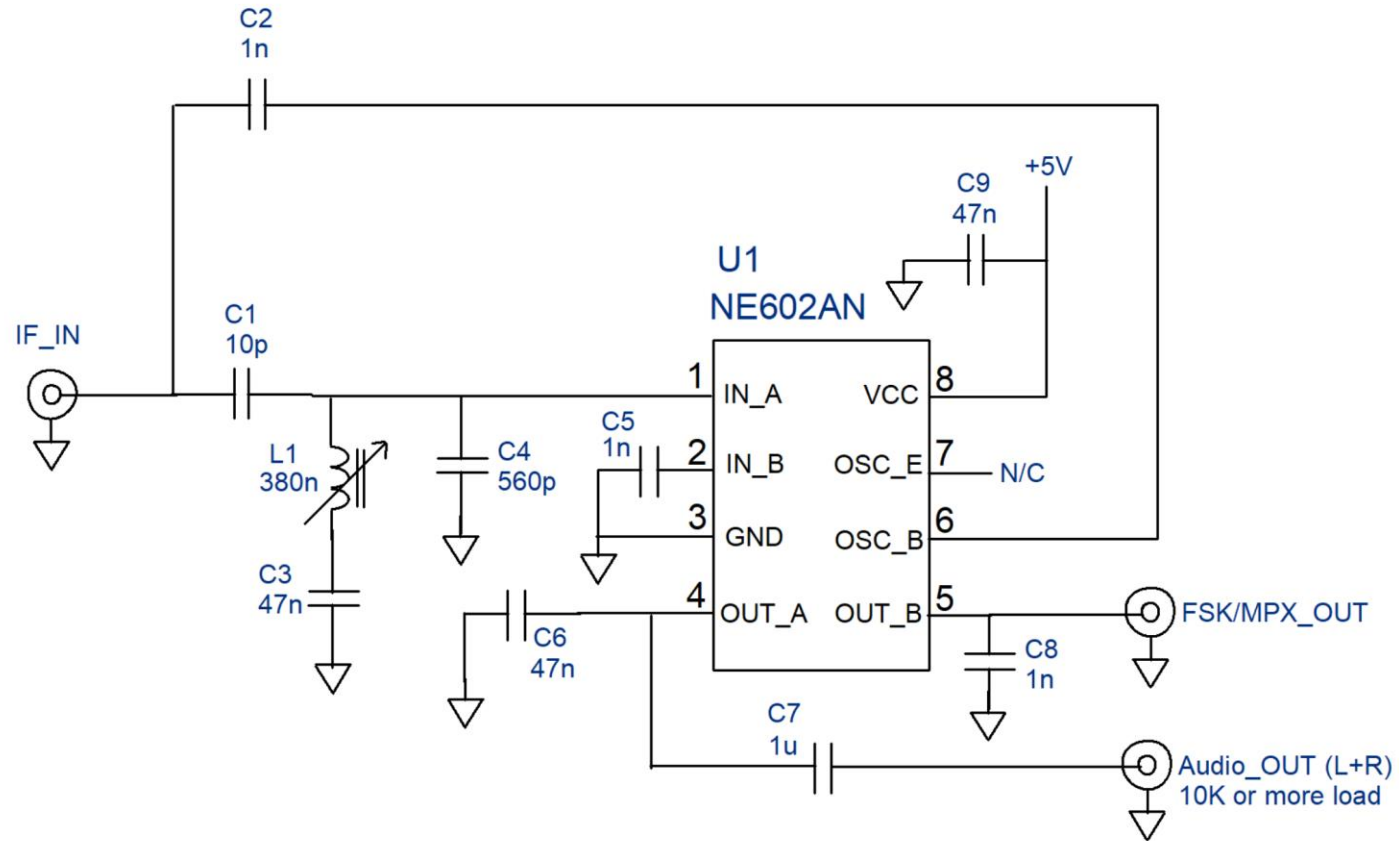 C2
1n
+5V
C9
47n
U1
NE602AN
C1
10p
IF_IN
1
IN_A
VCC
8
C5
1n
L1
380n
C4
560p
2
IN_B
OSC_E
7
N/C
3
GND
OSC_B
6
C3
47n
4
OUT_A
OUT_B
5
FSK/MPX_OUT
C6
47n
C8
1n
C7
1u
Audio_OUT (L+R)
10K or more load